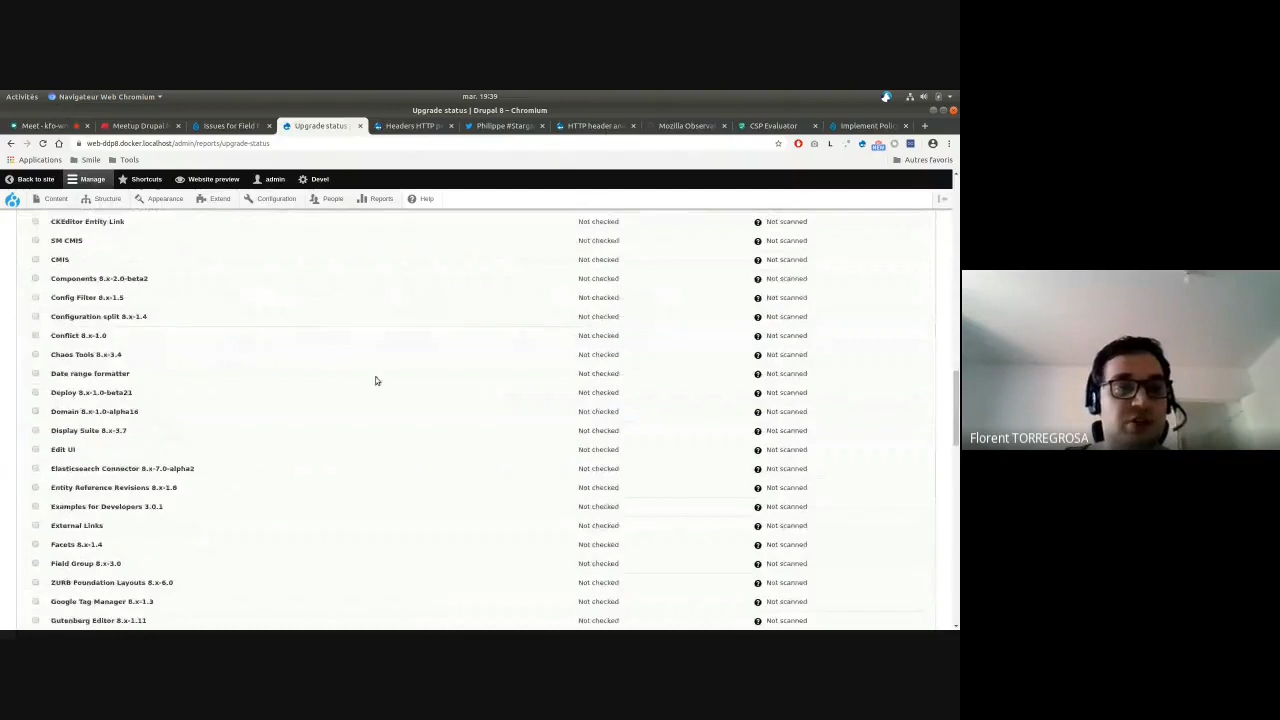 Activités Navigateur Web Chromium mar. 19:39
Upgrade status | Drupal 8 – Chromium
Meet - kfo-wr Meetup Drupal Issues for Field Upgrade status | Headers HTTP p Philippe #Starga HTTP header an Mozilla Observat CSP Evaluator Implement Polic
web-ddp8.docker.localhost/admin/reports/upgrade-status
Applications Smile Tools Autres favoris
Back to site Manage Shortcuts Website preview admin Devel
Content Structure Appearance Extend Configuration People Reports Help
CKEditor Entity Link Not checked Not scanned
SM CMIS Not checked Not scanned
CMIS Not checked Not scanned
Components 8.x-2.0-beta2 Not checked Not scanned
Config Filter 8.x-1.5 Not checked Not scanned
Configuration split 8.x-1.4 Not checked Not scanned
Conflict 8.x-1.0 Not checked Not scanned
Chaos Tools 8.x-3.4 Not checked Not scanned
Date range formatter Not checked Not scanned
Deploy 8.x-1.0-beta21 Not checked Not scanned
Domain 8.x-1.0-alpha16 Not checked Not scanned
Display Suite 8.x-3.7 Not checked Not scanned
Edit UI Not checked Not scanned
Elasticsearch Connector 8.x-7.0-alpha2 Not checked Not scanned
Entity Reference Revisions 8.x-1.8 Not checked Not scanned
Examples for Developers 3.0.1 Not checked Not scanned
External Links Not checked Not scanned
Facets 8.x-1.4 Not checked Not scanned
Field Group 8.x-3.0 Not checked Not scanned
ZURB Foundation Layouts 8.x-6.0 Not checked Not scanned
Google Tag Manager 8.x-1.3 Not checked Not scanned
Gutenberg Editor 8.x-1.11 Not checked Not scanned
Florent TORREGROSA